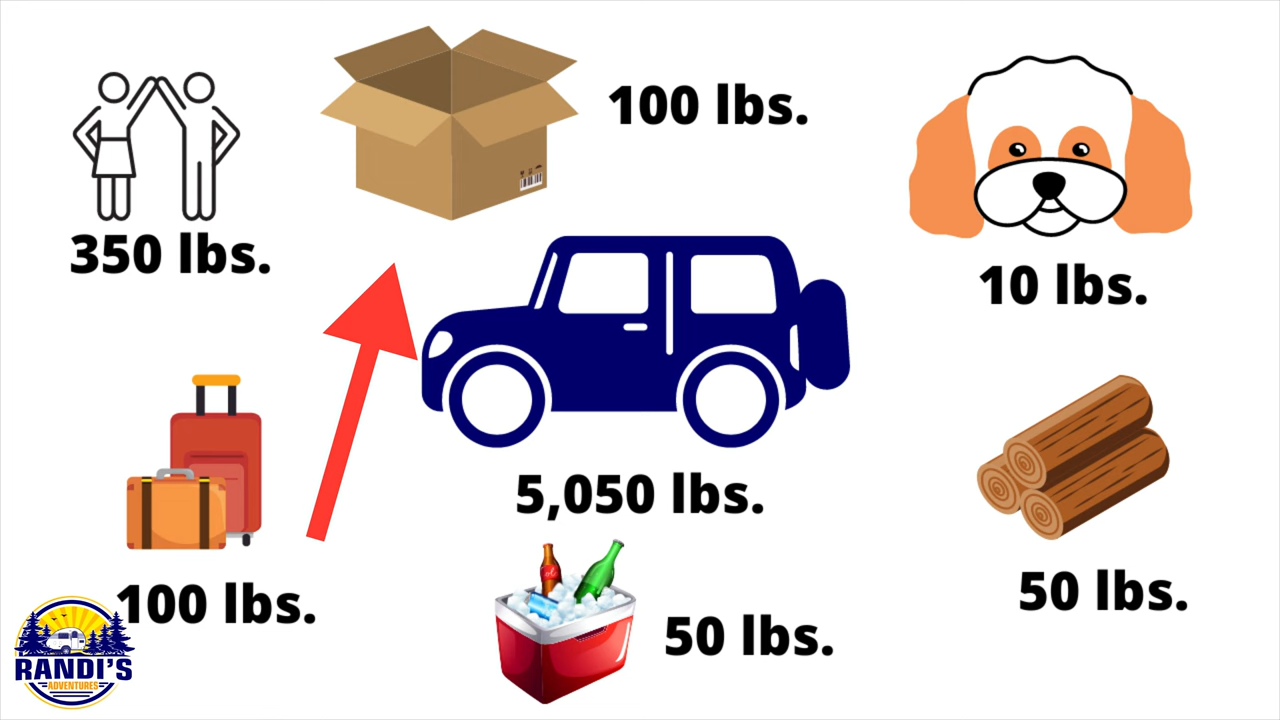 100 lbs.
350 lbs.
10 lbs.
5,050 lbs.
100 lbs.
50 lbs.
50 lbs.
RANDI'S
ADVENTURES